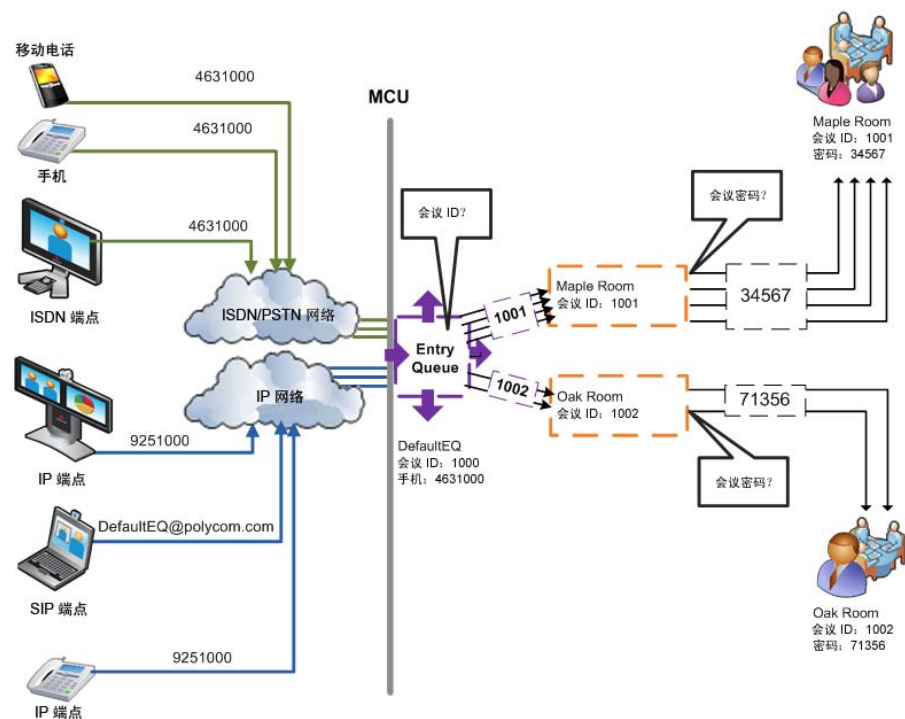 移动电话
4631000
MCU
4631000
手机
4631000
ISDN 端点
ISDN/PSTN 网络
IP 网络
9251000
IP 端点
DefaultEQ@polycom.com
SIP 端点
9251000
IP 端点
会议 ID?
Entry
Queue
DefaultEQ
会议 ID: 1000
手机: 4631000
1001
1002
Maple Room
会议 ID: 1001
会议密码?
34567
Oak Room
会议 ID: 1002
会议密码?
71356
Maple Room
会议 ID: 1001
密码: 34567
Oak Room
会议 ID: 1002
密码: 71356